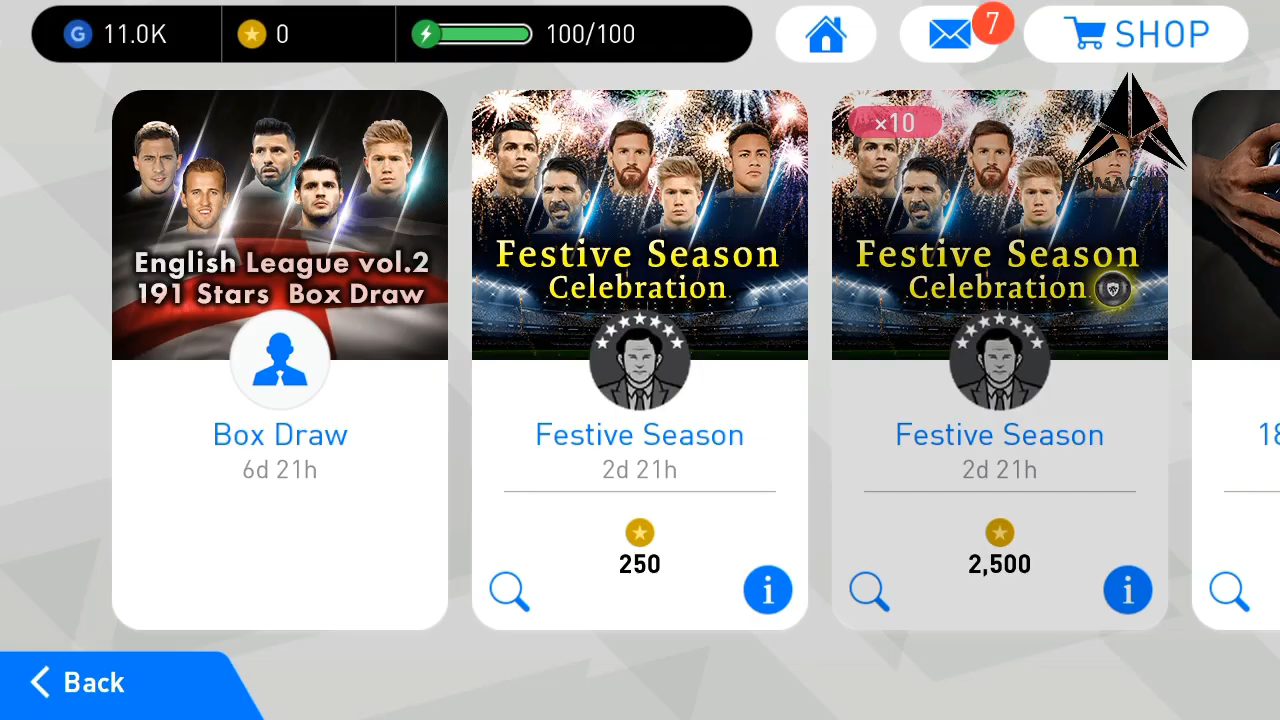 G 11.0K 0 100/100 7 SHOP
×10
English League vol.2
191 Stars Box Draw
Festive Season
Celebration
Festive Season
Celebration
Box Draw
6d 21h
Festive Season
2d 21h
250
i
Festive Season
2d 21h
2,500
i
18
Back